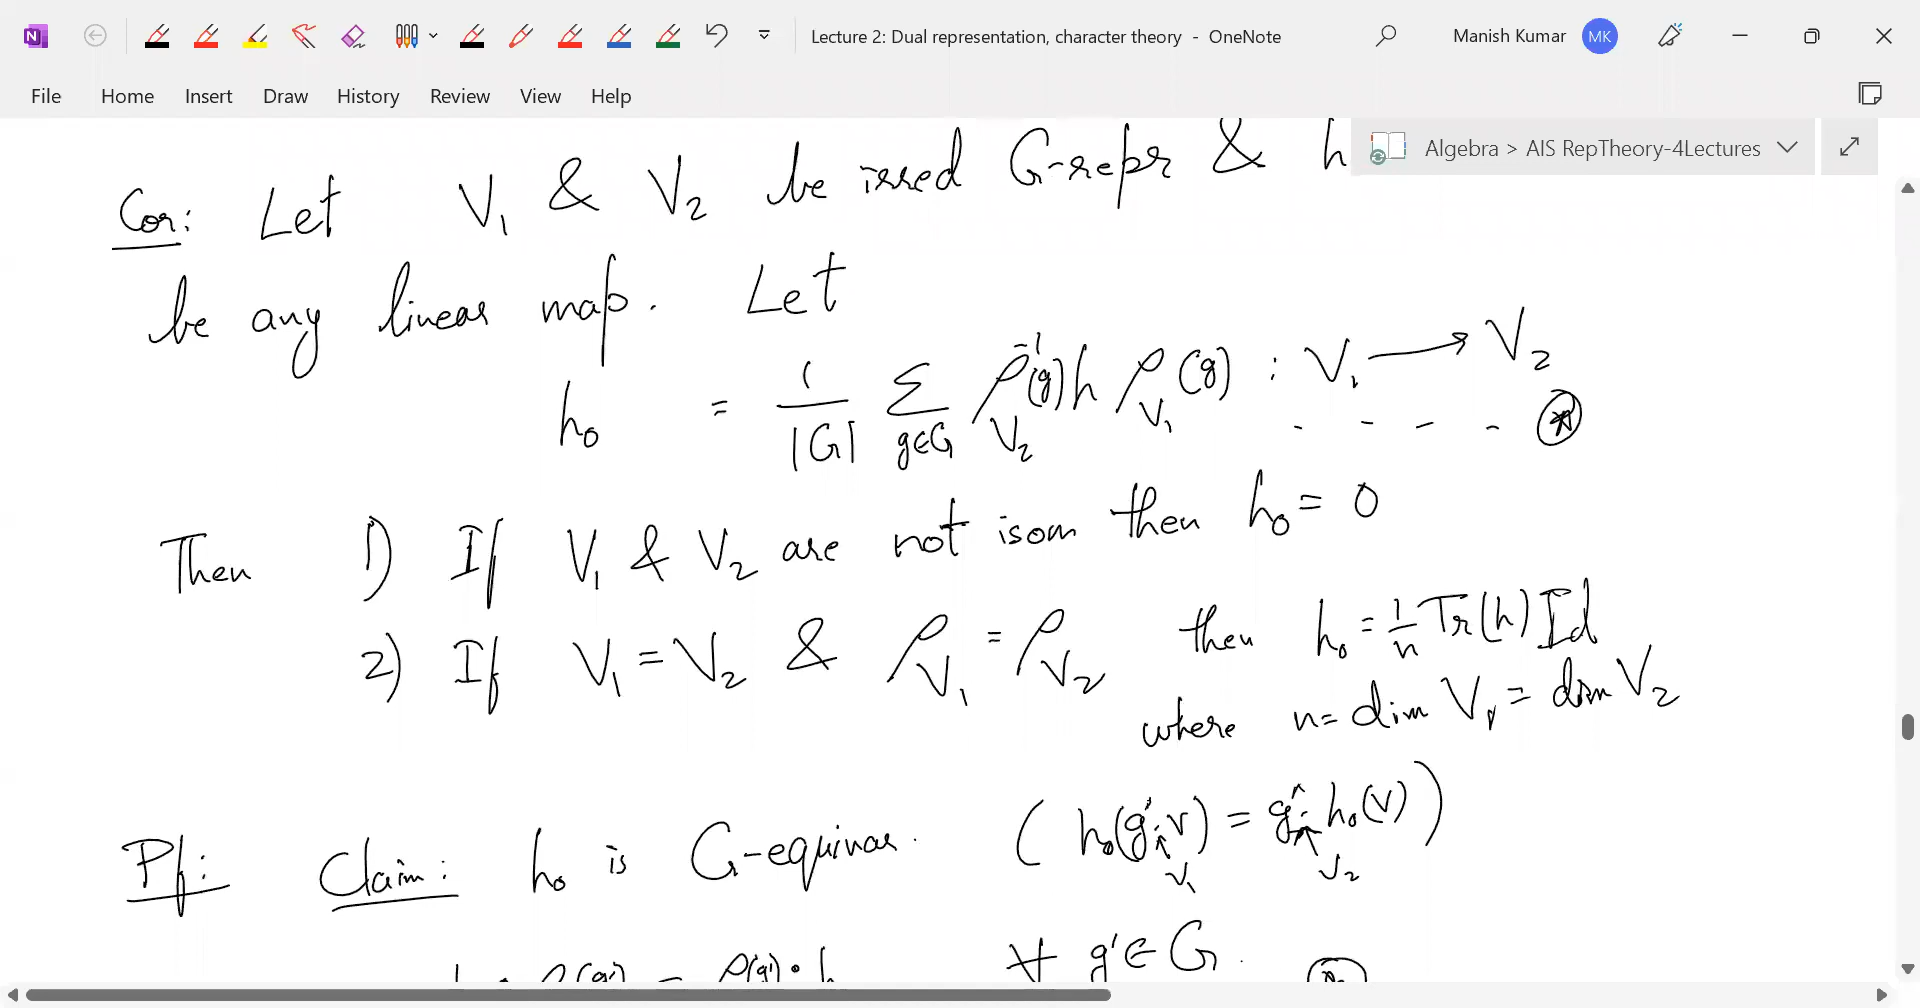 Lecture 2: Dual representation, character theory - OneNote
Manish Kumar MK
File Home Insert Draw History Review View Help
Algebra > AIS RepTheory-4Lectures
Cor: Let V₁ & V₂ be irred G-repr & h
be any linear map. Let
h₀ = 1/|G| Σ_{g∈G} ρ_{V₂}⁻¹(g) h ρ_{V₁}(g) : V₁ → V₂
- - - - ⊛
Then 1) If V₁ & V₂ are not isom then h₀ = 0
2) If V₁ = V₂ & ρ_{V₁} = ρ_{V₂} then h₀ = 1/n Tr(h) Id
where n = dim V₁ = dim V₂
Pf: Claim: h₀ is G-equivar. (h₀(g'·v) = g'·h₀(v))
V₁ V₂
∀ g' ∈ G.